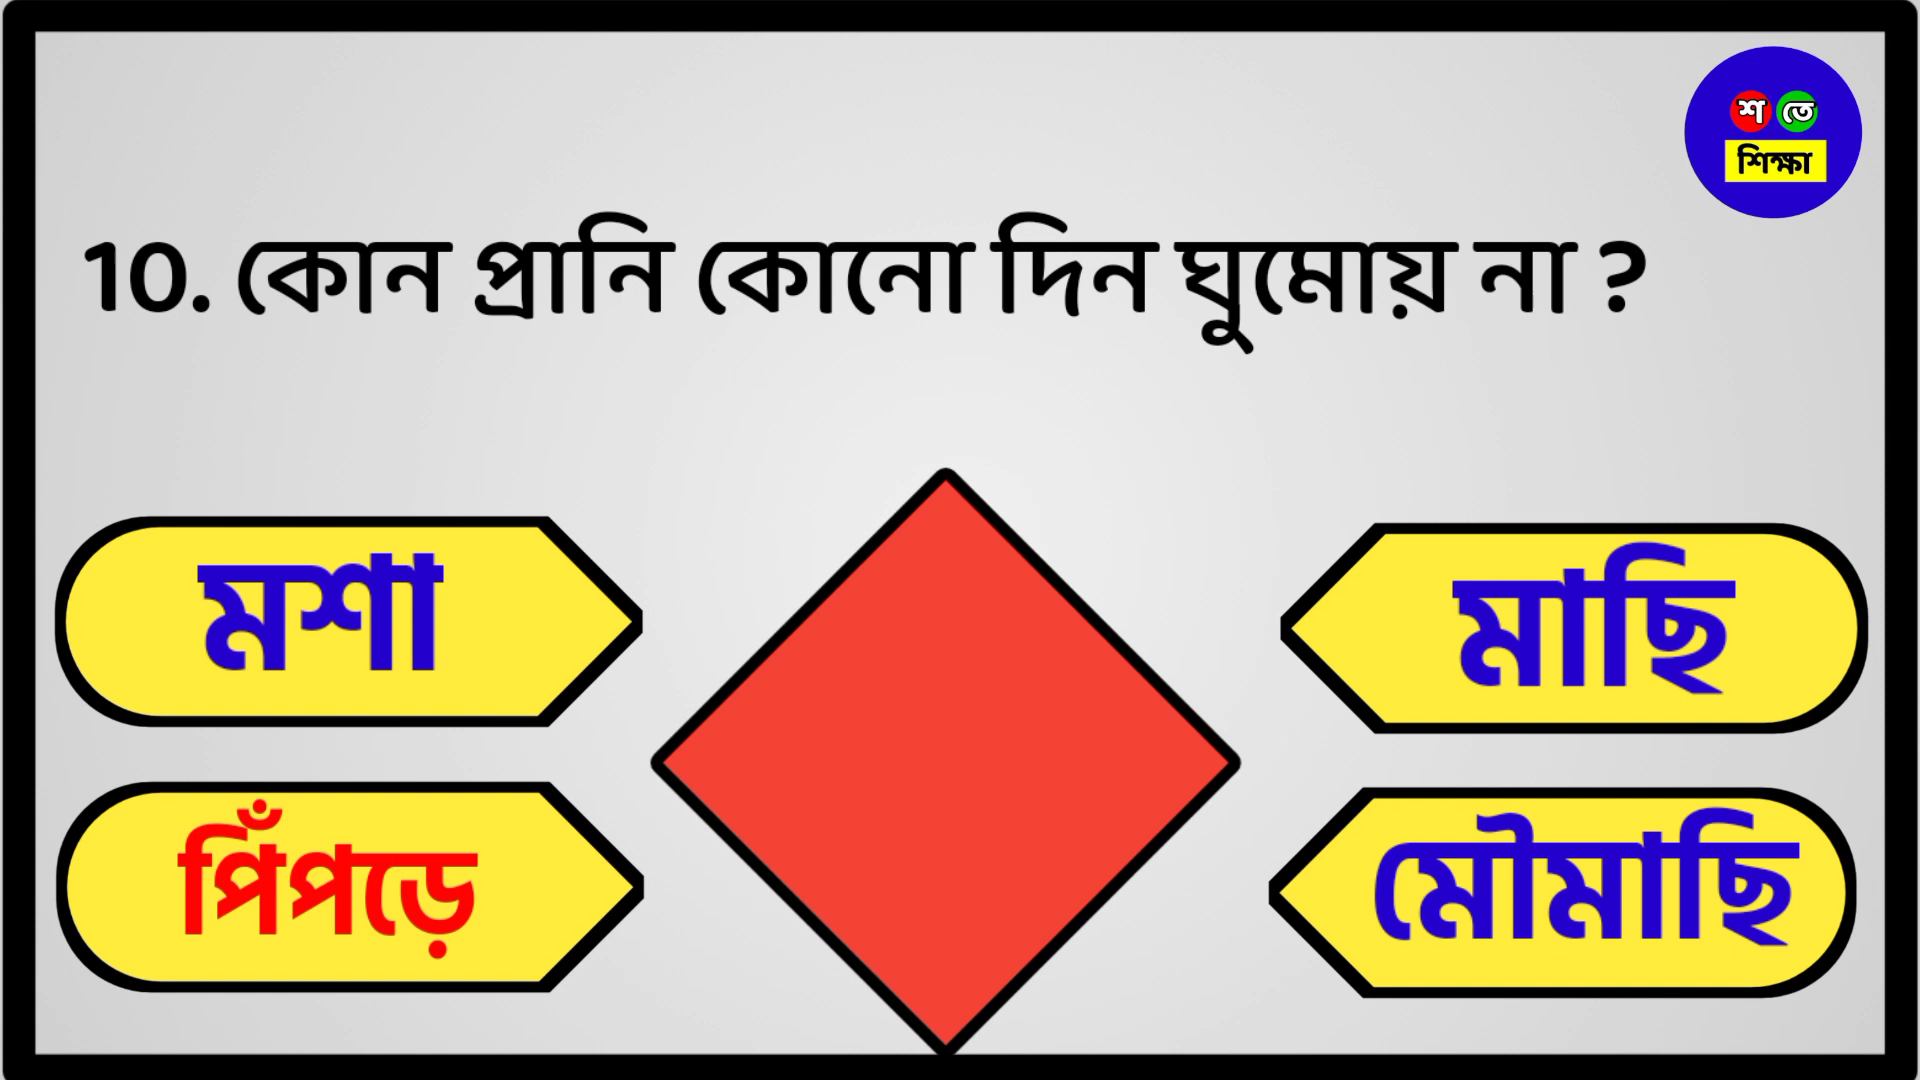 শ তে
শিক্ষা
10. কোন প্রানি কোনো দিন ঘুমোয় না ?
মশা
মাছি
পিঁপড়ে
মৌমাছি